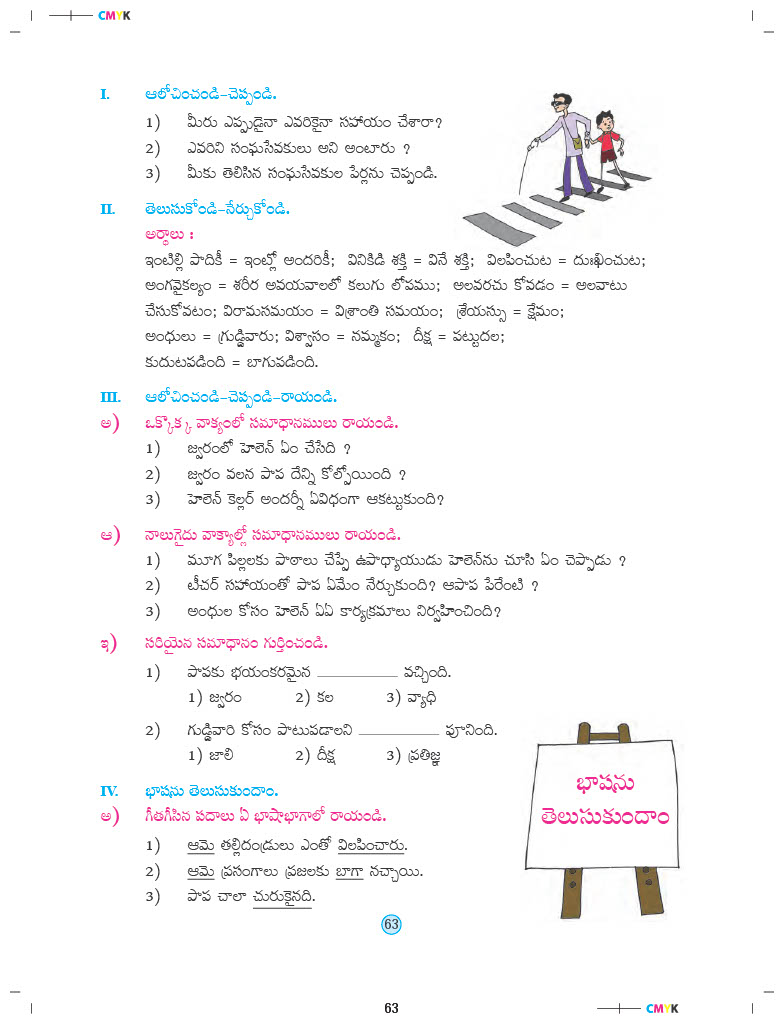 CMYK
I. ఆలోచించండి-చెప్పండి.
1) మీరు ఎప్పుడైనా ఎవరికైనా సహాయం చేశారా?
2) ఎవరిని సంఘసేవకులు అని అంటారు ?
3) మీకు తెలిసిన సంఘసేవకుల పేర్లను చెప్పండి.
II. తెలుసుకోండి-నేర్చుకోండి.
అర్థాలు :
ఇంటిల్లి పాదికీ = ఇంట్లో అందరికీ; వినికిడి శక్తి = వినే శక్తి; విలపించుట = దుఃఖించుట;
అంగవైకల్యం = శరీర అవయవాలలో కలుగు లోపము; అలవరచు కోవడం = అలవాటు
చేసుకోవటం; విరామసమయం = విశ్రాంతి సమయం; శ్రేయస్సు = క్షేమం;
అంధులు = గ్రుడ్డివారు; విశ్వాసం = నమ్మకం; దీక్ష = పట్టుదల;
కుదుటపడింది = బాగుపడింది.
III. ఆలోచించండి-చెప్పండి-రాయండి.
అ) ఒక్కొక్క వాక్యంలో సమాధానములు రాయండి.
1) జ్వరంలో హెలెన్ ఏం చేసేది ?
2) జ్వరం వలన పాప దేన్ని కోల్పోయింది ?
3) హెలెన్ కెల్లర్ అందర్నీ ఏవిధంగా ఆకట్టుకుంది?
ఆ) నాలుగైదు వాక్యాల్లో సమాధానములు రాయండి.
1) మూగ పిల్లలకు పాఠాలు చేప్పే ఉపాధ్యాయుడు హెలెన్‌ను చూసి ఏం చెప్పాడు ?
2) టీచర్ సహాయంతో పాప ఏమేం నేర్చుకుంది? ఆపాప పేరేంటి ?
3) అంధుల కోసం హెలెన్ ఏఏ కార్యక్రమాలు నిర్వహించింది?
ఇ) సరియైన సమాధానం గుర్తించండి.
1) పాపకు భయంకరమైన ____________ వచ్చింది.
1) జ్వరం 2) కల 3) వ్యాధి
2) గుడ్డివారి కోసం పాటుపడాలని ____________ పూనింది.
1) జాలి 2) దీక్ష 3) ప్రతిజ్ఞ
IV. భాషను తెలుసుకుందాం.
అ) గీతగీసిన పదాలు ఏ భాషాభాగాలో రాయండి.
1) ఆమె తల్లిదండ్రులు ఎంతో విలపించారు.
2) ఆమె ప్రసంగాలు ప్రజలకు బాగా నచ్చాయి.
3) పాప చాలా చురుకైనది.
భాషను
తెలుసుకుందాం
63
63
CMYK